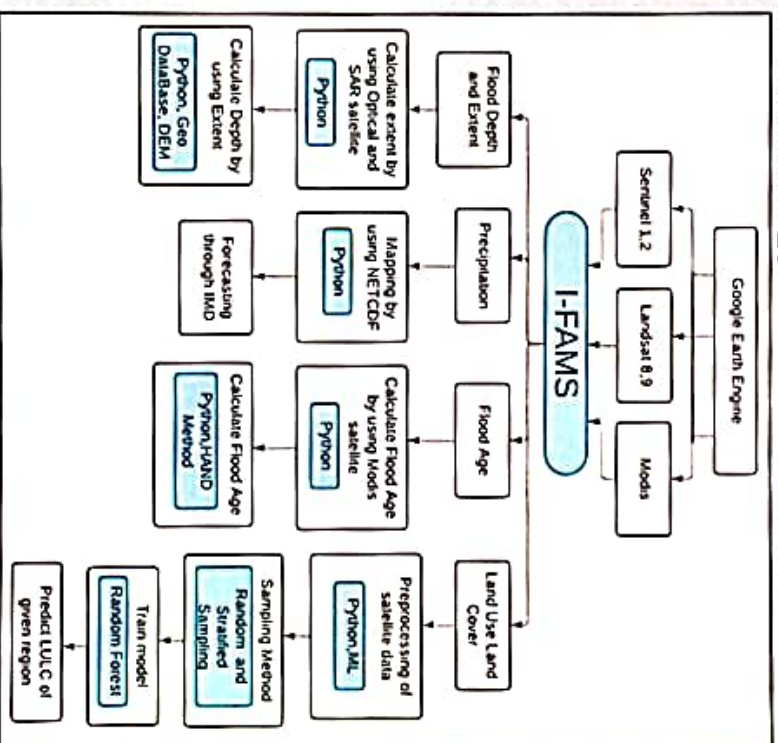 Google Earth Engine
Sentinel 1,2
Landsat 8,9
Modis
I-FAMS
Flood Depth
and Extent
Calculate extent by
using Optical and
SAR satellite
Python
Calculate Depth by
using Extent
Python, Geo
DataBase, DEM
Precipitation
Mapping by
using NETCDF
Python
Forecasting
through IMD
Flood Age
Calculate Flood Age
by using Modis
satellite
Python
Calculate Flood Age
Python,HAND
Method
Land Use Land
Cover
Preprocessing of
satellite data
Python,ML
Sampling Method
Random and
Stratified
Sampling
Train model
Random Forest
Predict LULC of
given region